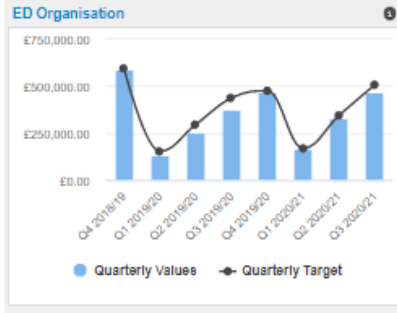 ED Organisation
£750,000.00
£500,000.00
£250,000.00
£0.00
Q4 2018/19
Q1 2019/20
Q2 2019/20
Q3 2019/20
Q4 2019/20
Q1 2020/21
Q2 2020/21
Q3 2020/21
Quarterly Values
Quarterly Target